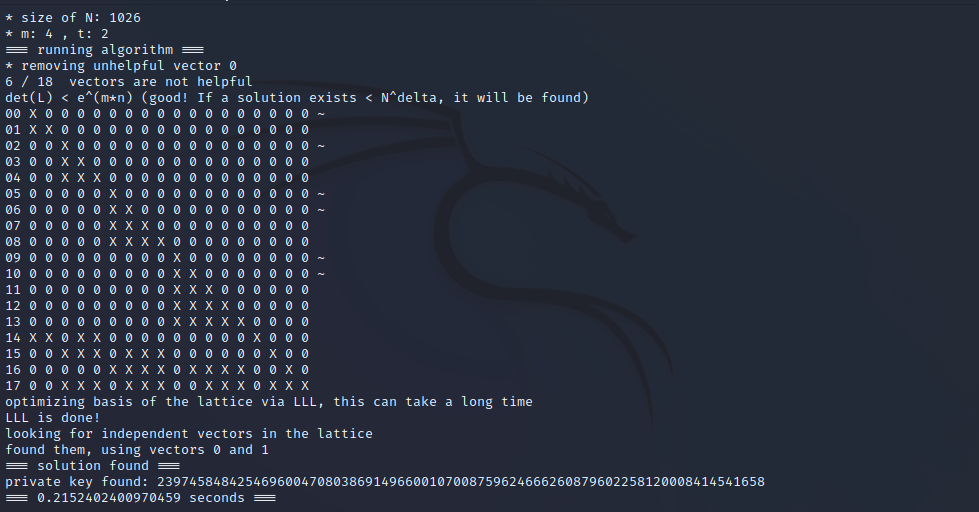 * size of N: 1026
* m: 4 , t: 2
=== running algorithm ===
* removing unhelpful vector 0
6 / 18  vectors are not helpful
det(L) < e^(m*n) (good! If a solution exists < N^delta, it will be found)
00 X 0 0 0 0 0 0 0 0 0 0 0 0 0 0 0 0 0 ~
01 X X 0 0 0 0 0 0 0 0 0 0 0 0 0 0 0 0
02 0 0 X 0 0 0 0 0 0 0 0 0 0 0 0 0 0 0 ~
03 0 0 X X 0 0 0 0 0 0 0 0 0 0 0 0 0 0
04 0 0 X X X 0 0 0 0 0 0 0 0 0 0 0 0 0
05 0 0 0 0 0 X 0 0 0 0 0 0 0 0 0 0 0 0 ~
06 0 0 0 0 0 X X 0 0 0 0 0 0 0 0 0 0 0 ~
07 0 0 0 0 0 X X X 0 0 0 0 0 0 0 0 0 0
08 0 0 0 0 0 X X X X 0 0 0 0 0 0 0 0 0
09 0 0 0 0 0 0 0 0 0 X 0 0 0 0 0 0 0 0 ~
10 0 0 0 0 0 0 0 0 0 X X 0 0 0 0 0 0 0 ~
11 0 0 0 0 0 0 0 0 0 X X X 0 0 0 0 0 0
12 0 0 0 0 0 0 0 0 0 X X X X 0 0 0 0 0
13 0 0 0 0 0 0 0 0 0 X X X X X 0 0 0 0
14 X X 0 X X 0 0 0 0 0 0 0 0 0 X 0 0 0
15 0 0 X X X 0 X X X 0 0 0 0 0 0 X 0 0
16 0 0 0 0 0 X X X X 0 X X X X 0 0 X 0
17 0 0 X X X 0 X X X 0 0 X X X 0 X X X
optimizing basis of the lattice via LLL, this can take a long time
LLL is done!
looking for independent vectors in the lattice
found them, using vectors 0 and 1
=== solution found ===
private key found: 23974584842546960047080386914966001070087596246662608796022581200084145416​58
=== 0.2152402400970459 seconds ===